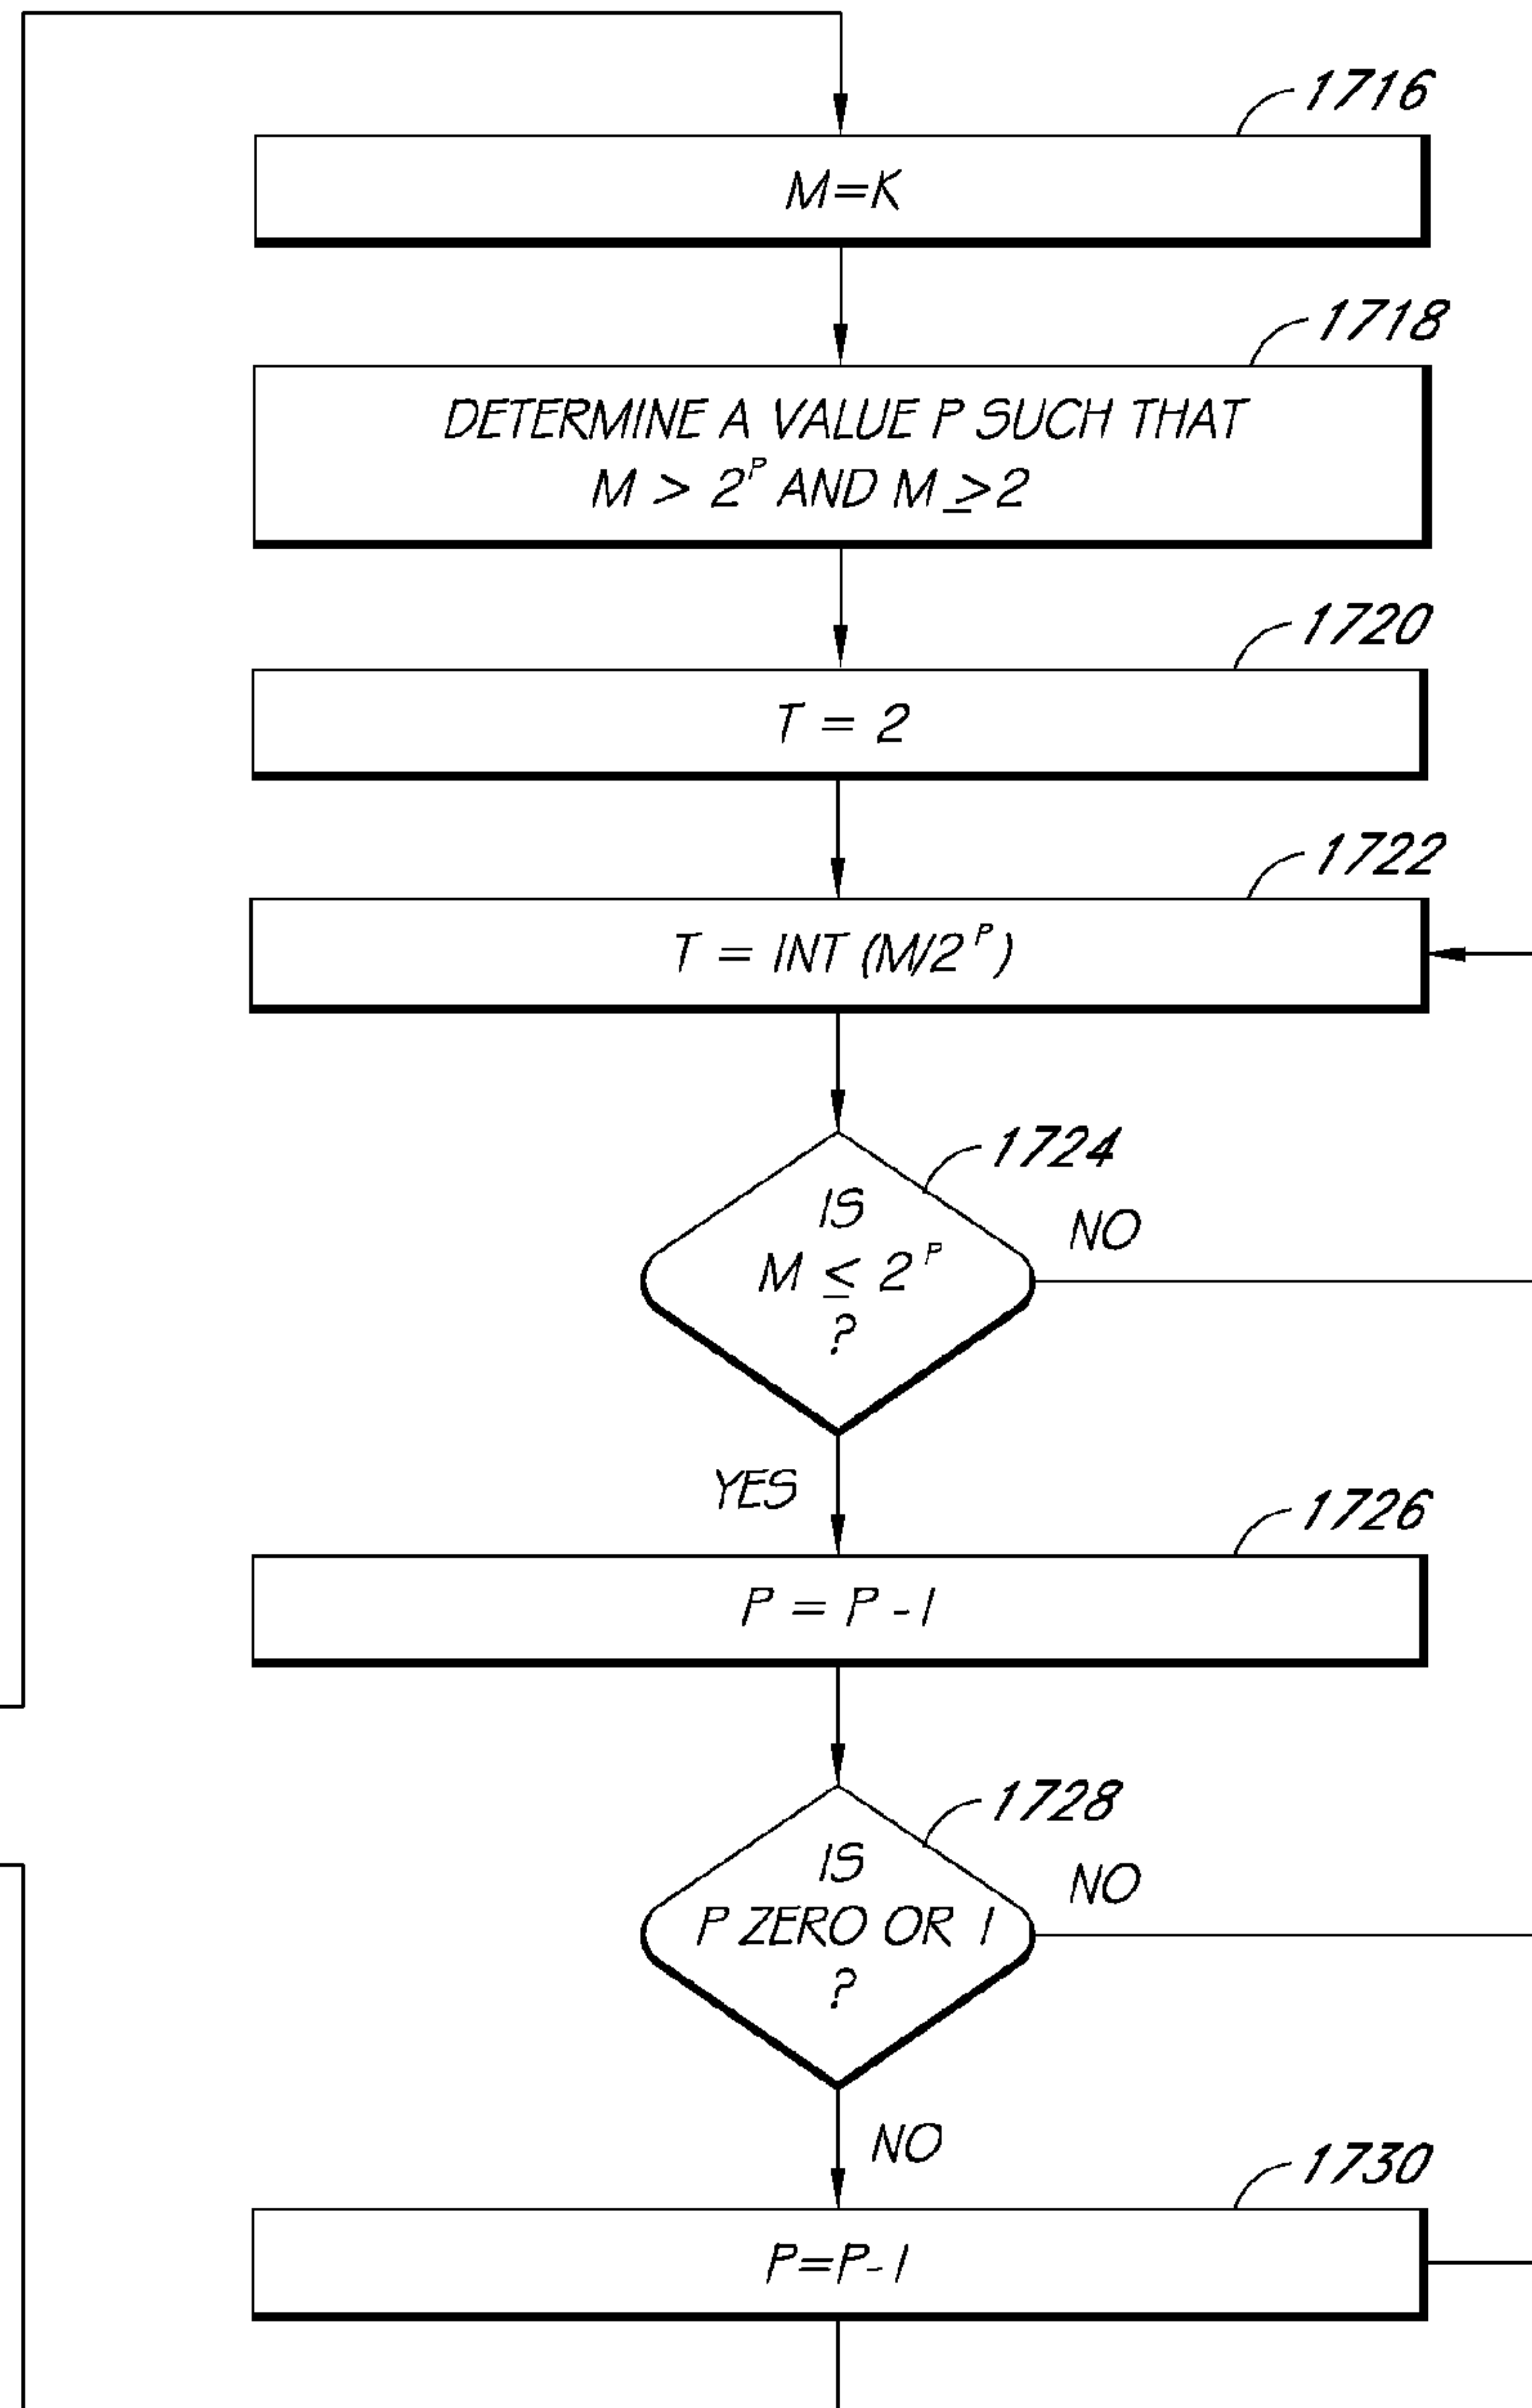 1716
M=K
1718
DETERMINE A VALUE P SUCH THAT
M > 2^P AND M ≥ 2
1720
T = 2
1722
T = INT (M/2^P)
1724
IS
M ≤ 2^P
?
NO
YES
1726
P = P - 1
1728
IS
P ZERO OR 1
?
NO
NO
1730
P=P-1